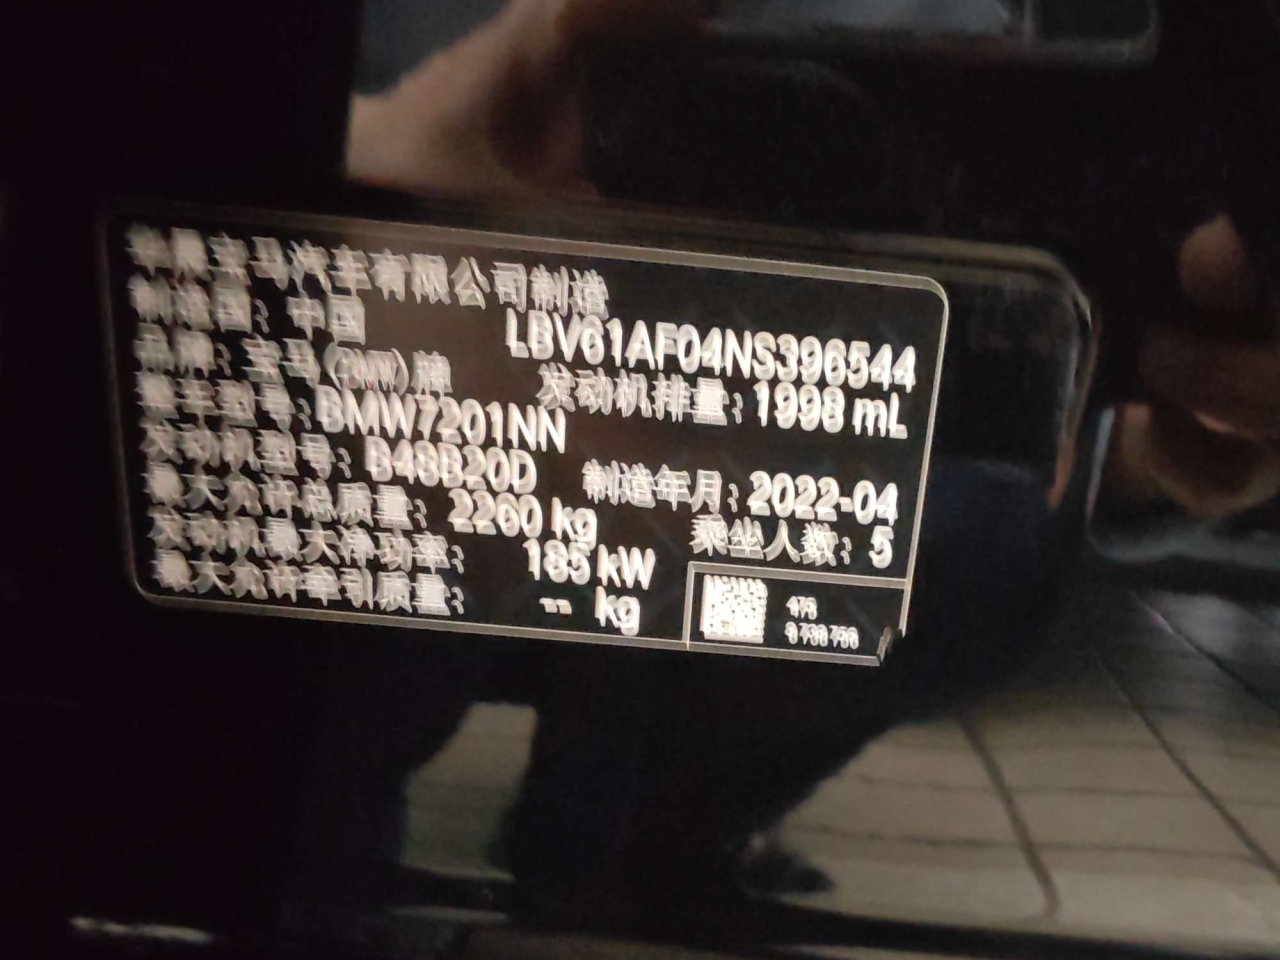 华晨宝马汽车有限公司制造
制造国：中国 LBV61AF04NS396544
品牌：宝马(BMW)牌 发动机排量：1998 mL
整车型号：BMW7201NN
发动机型号：B48B20D 制造年月：2022-04
最大允许总质量：2260 kg 乘坐人数：5
发动机最大净功率：185 kW
最大允许牵引质量：-- kg